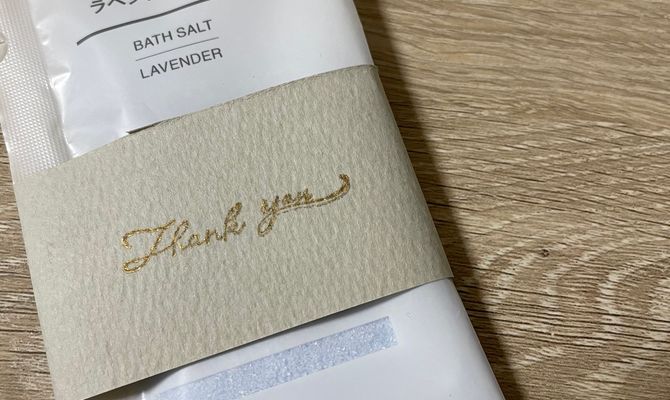 BATH SALT
LAVENDER
Thank you